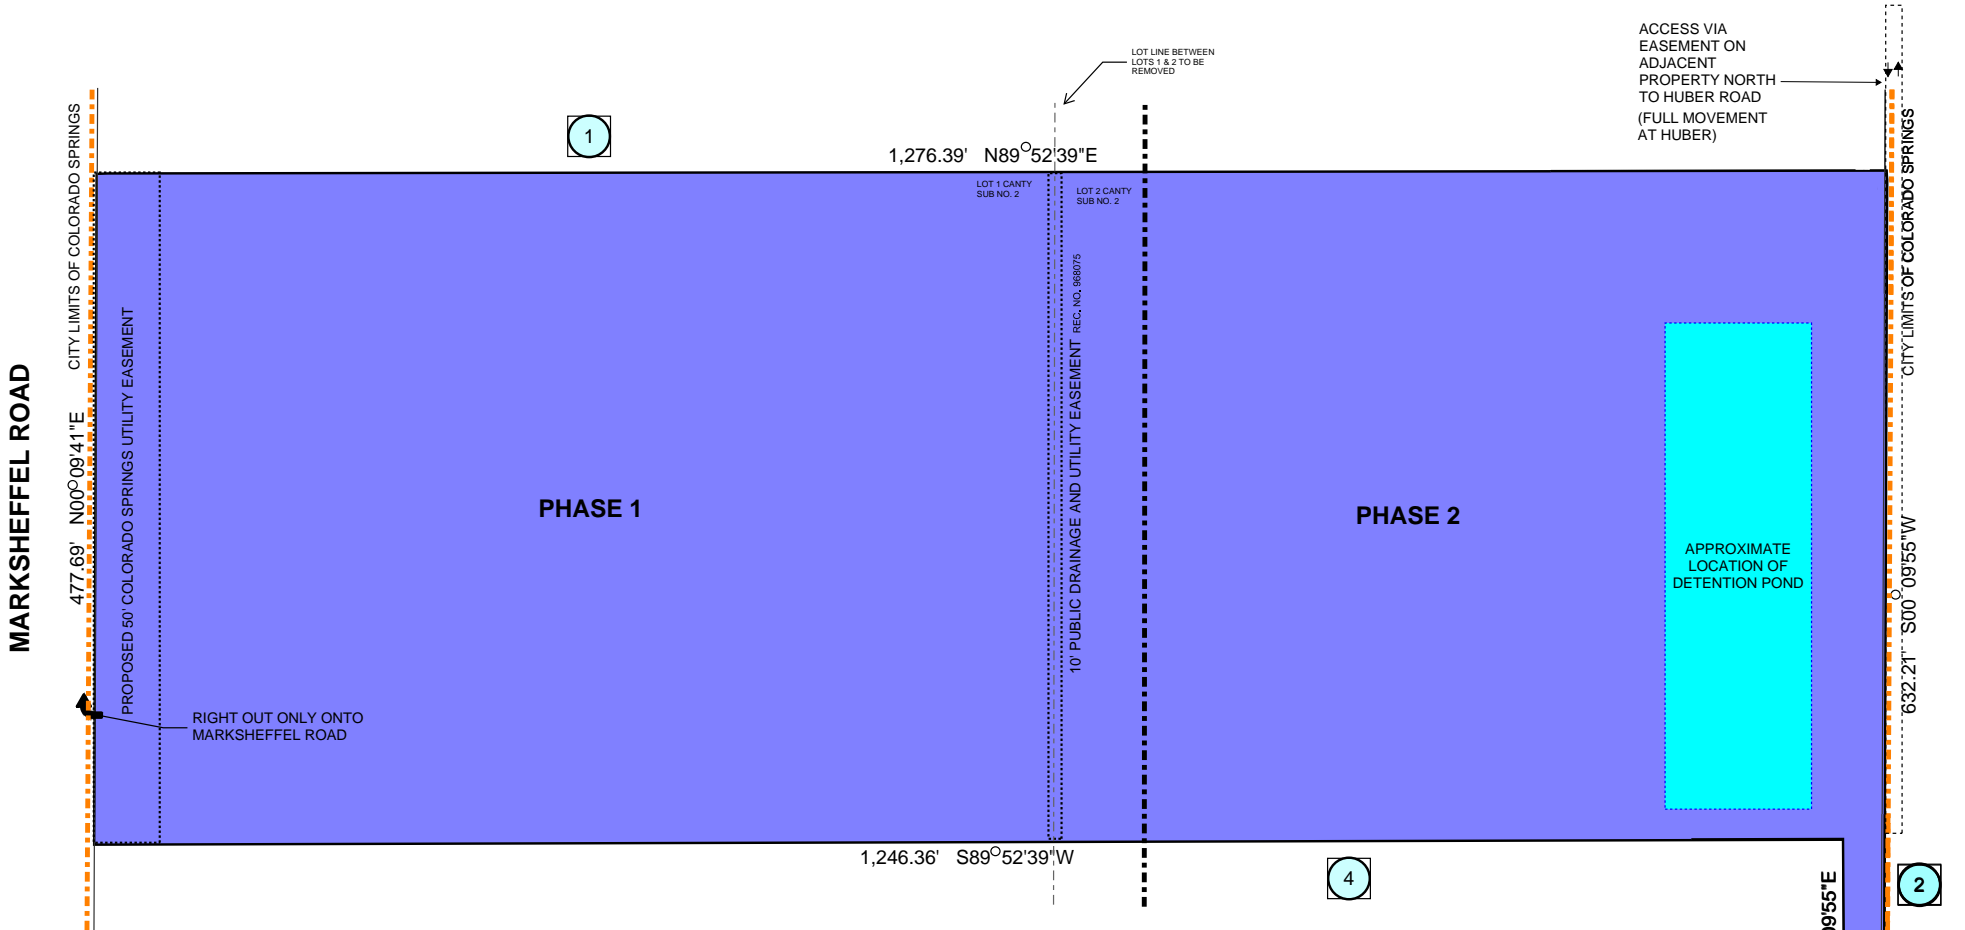 ACCESS VIA
EASEMENT ON
ADJACENT
PROPERTY NORTH
TO HUBER ROAD
(FULL MOVEMENT
AT HUBER)
LOT LINE BETWEEN
LOTS 1 & 2 TO BE
REMOVED
1
1,276.39' N89°52'39"E
LOT 1 CANTY
SUB NO. 2
LOT 2 CANTY
SUB NO. 2
MARKSHEFFEL ROAD
CITY LIMITS OF COLORADO SPRINGS
477.69' N00°09'41"E
PROPOSED 50' COLORADO SPRINGS UTILITY EASEMENT
PHASE 1
10' PUBLIC DRAINAGE AND UTILITY EASEMENT REC. NO. 968075
PHASE 2
APPROXIMATE
LOCATION OF
DETENTION POND
CITY LIMITS OF COLORADO SPRINGS
632.21' S00°09'55"W
RIGHT OUT ONLY ONTO
MARKSHEFFEL ROAD
1,246.36' S89°52'39"W
4
2
09'55"E